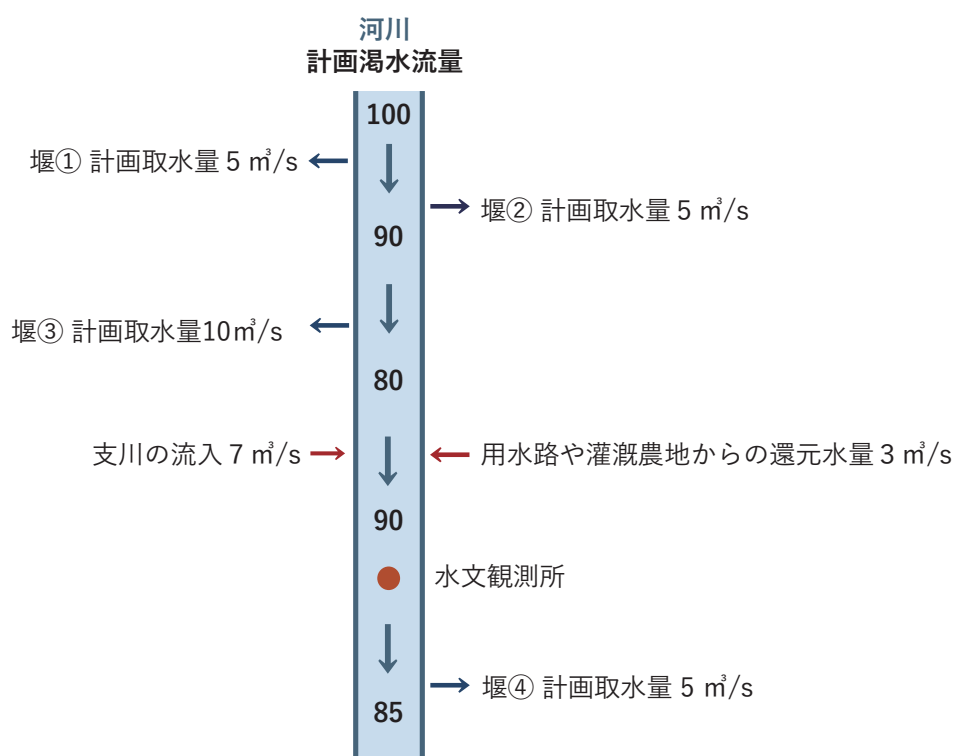 河川
計画渇水流量
100
堰① 計画取水量 5 ㎥/s
堰② 計画取水量 5 ㎥/s
90
堰③ 計画取水量10㎥/s
80
支川の流入 7 ㎥/s
用水路や灌漑農地からの還元水量 3 ㎥/s
90
水文観測所
堰④ 計画取水量 5 ㎥/s
85